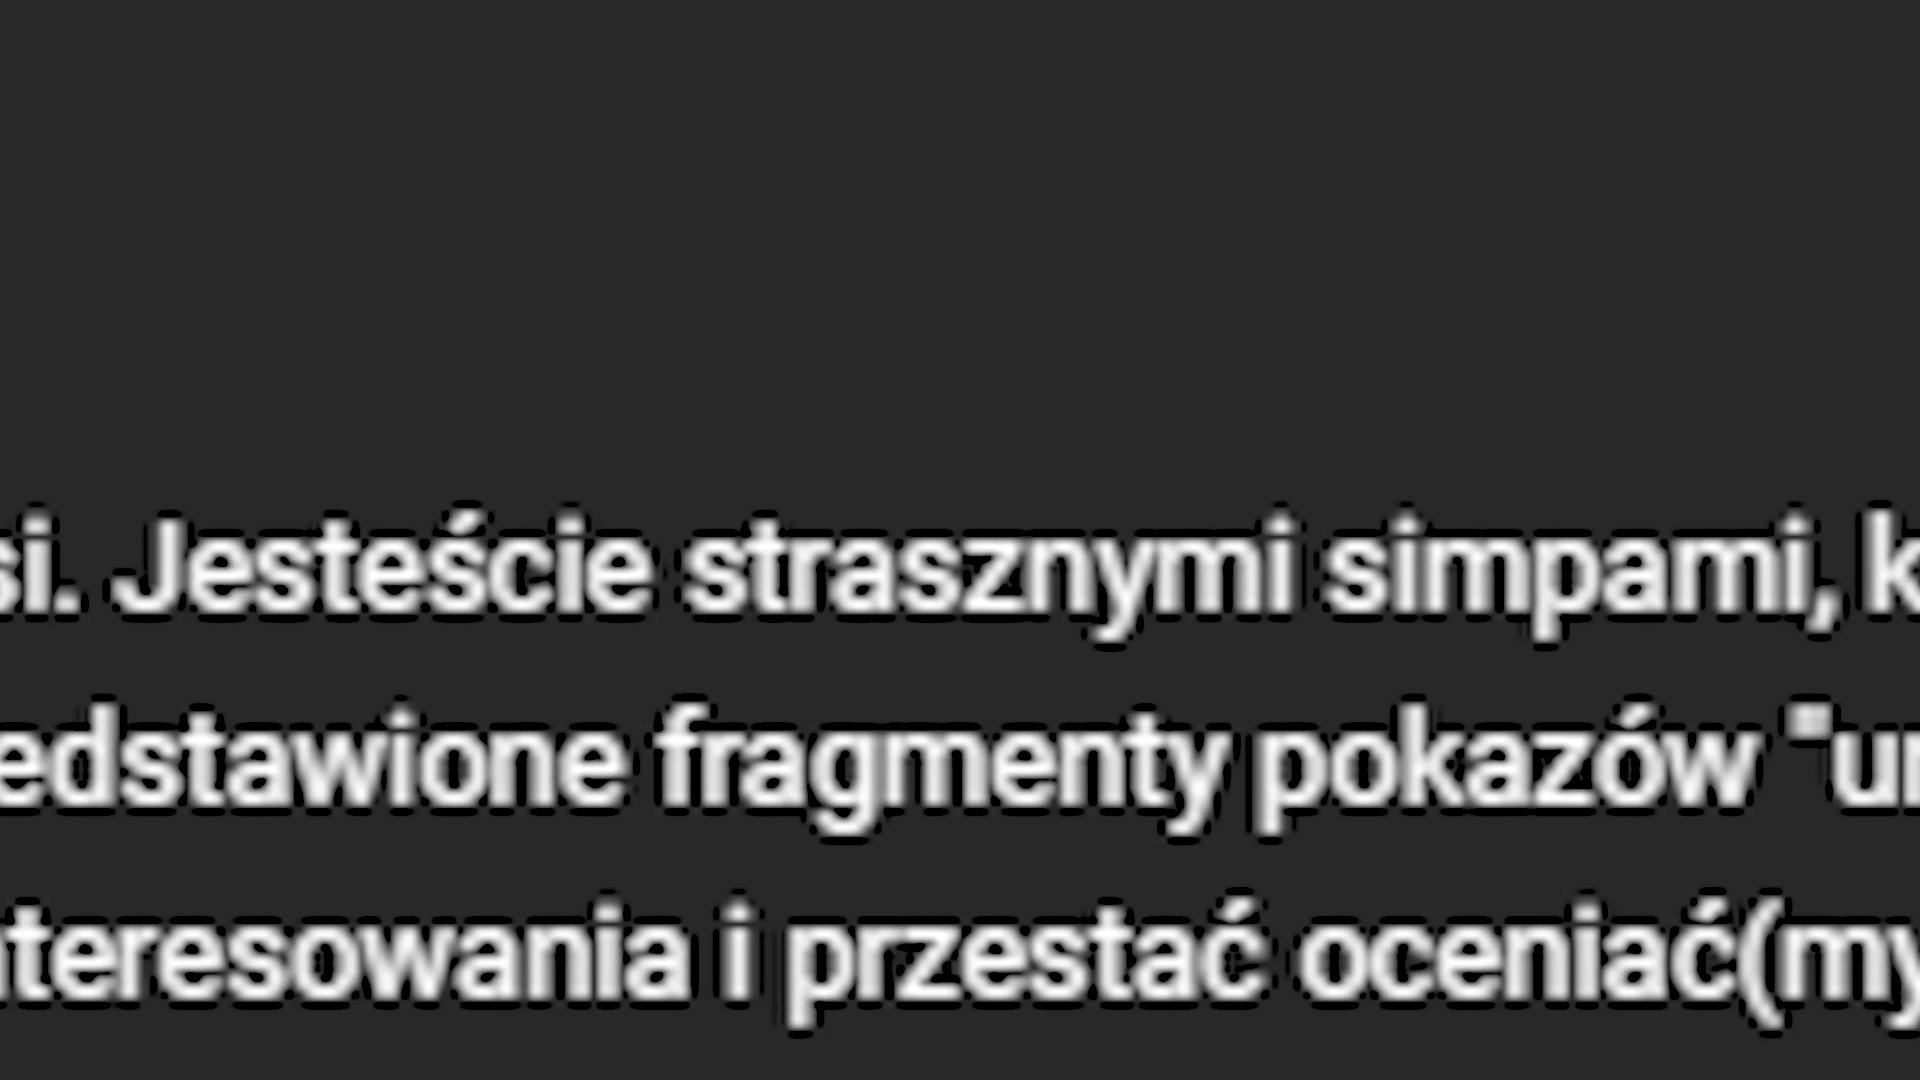 si. Jesteście strasznymi simpami, k
edstawione fragmenty pokazów "ur
nteresowania i przestać oceniać(my